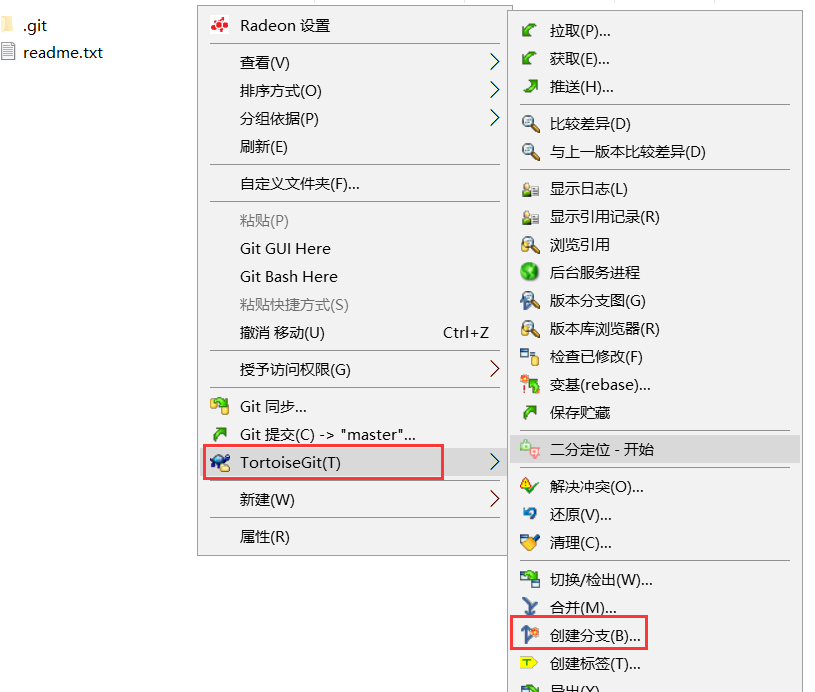 .git
readme.txt
Radeon 设置
查看(V)
排序方式(O)
分组依据(P)
刷新(E)
自定义文件夹(F)...
粘贴(P)
Git GUI Here
Git Bash Here
粘贴快捷方式(S)
撤消 移动(U) Ctrl+Z
授予访问权限(G)
Git 同步...
Git 提交(C) -> "master"...
TortoiseGit(T)
新建(W)
属性(R)
拉取(P)...
获取(E)...
推送(H)...
比较差异(D)
与上一版本比较差异(D)
显示日志(L)
显示引用记录(R)
浏览引用
后台服务进程
版本分支图(G)
版本库浏览器(R)
检查已修改(F)
变基(rebase)...
保存贮藏
二分定位 - 开始
解决冲突(O)...
还原(V)...
清理(C)...
切换/检出(W)...
合并(M)...
创建分支(B)...
创建标签(T)...
导出(X)